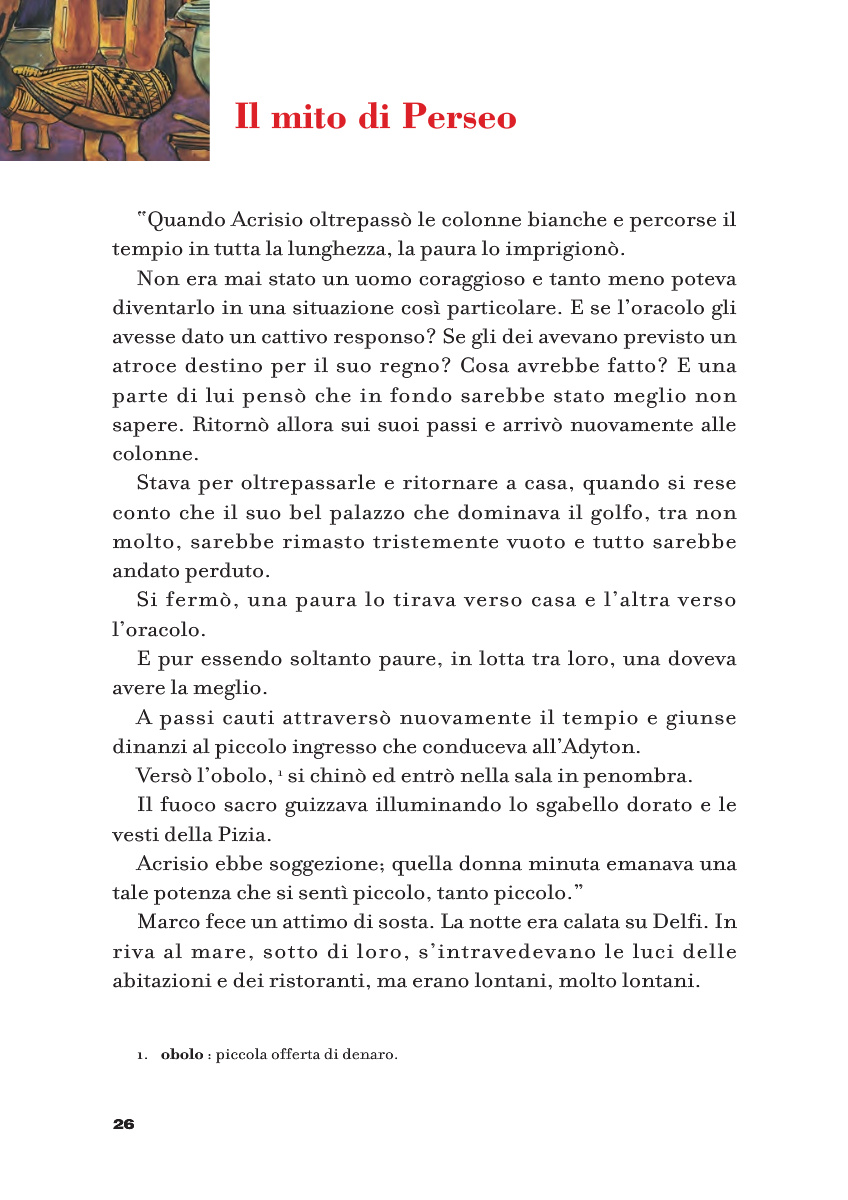 Il mito di Perseo
"Quando Acrisio oltrepassò le colonne bianche e percorse il
tempio in tutta la lunghezza, la paura lo imprigionò.
Non era mai stato un uomo coraggioso e tanto meno poteva
diventarlo in una situazione così particolare. E se l'oracolo gli
avesse dato un cattivo responso? Se gli dei avevano previsto un
atroce destino per il suo regno? Cosa avrebbe fatto? E una
parte di lui pensò che in fondo sarebbe stato meglio non
sapere. Ritornò allora sui suoi passi e arrivò nuovamente alle
colonne.
Stava per oltrepassarle e ritornare a casa, quando si rese
conto che il suo bel palazzo che dominava il golfo, tra non
molto, sarebbe rimasto tristemente vuoto e tutto sarebbe
andato perduto.
Si fermò, una paura lo tirava verso casa e l'altra verso
l'oracolo.
E pur essendo soltanto paure, in lotta tra loro, una doveva
avere la meglio.
A passi cauti attraversò nuovamente il tempio e giunse
dinanzi al piccolo ingresso che conduceva all'Adyton.
Versò l'obolo, 1 si chinò ed entrò nella sala in penombra.
Il fuoco sacro guizzava illuminando lo sgabello dorato e le
vesti della Pizia.
Acrisio ebbe soggezione; quella donna minuta emanava una
tale potenza che si sentì piccolo, tanto piccolo."
Marco fece un attimo di sosta. La notte era calata su Delfi. In
riva al mare, sotto di loro, s'intravedevano le luci delle
abitazioni e dei ristoranti, ma erano lontani, molto lontani.
1. obolo : piccola offerta di denaro.
26